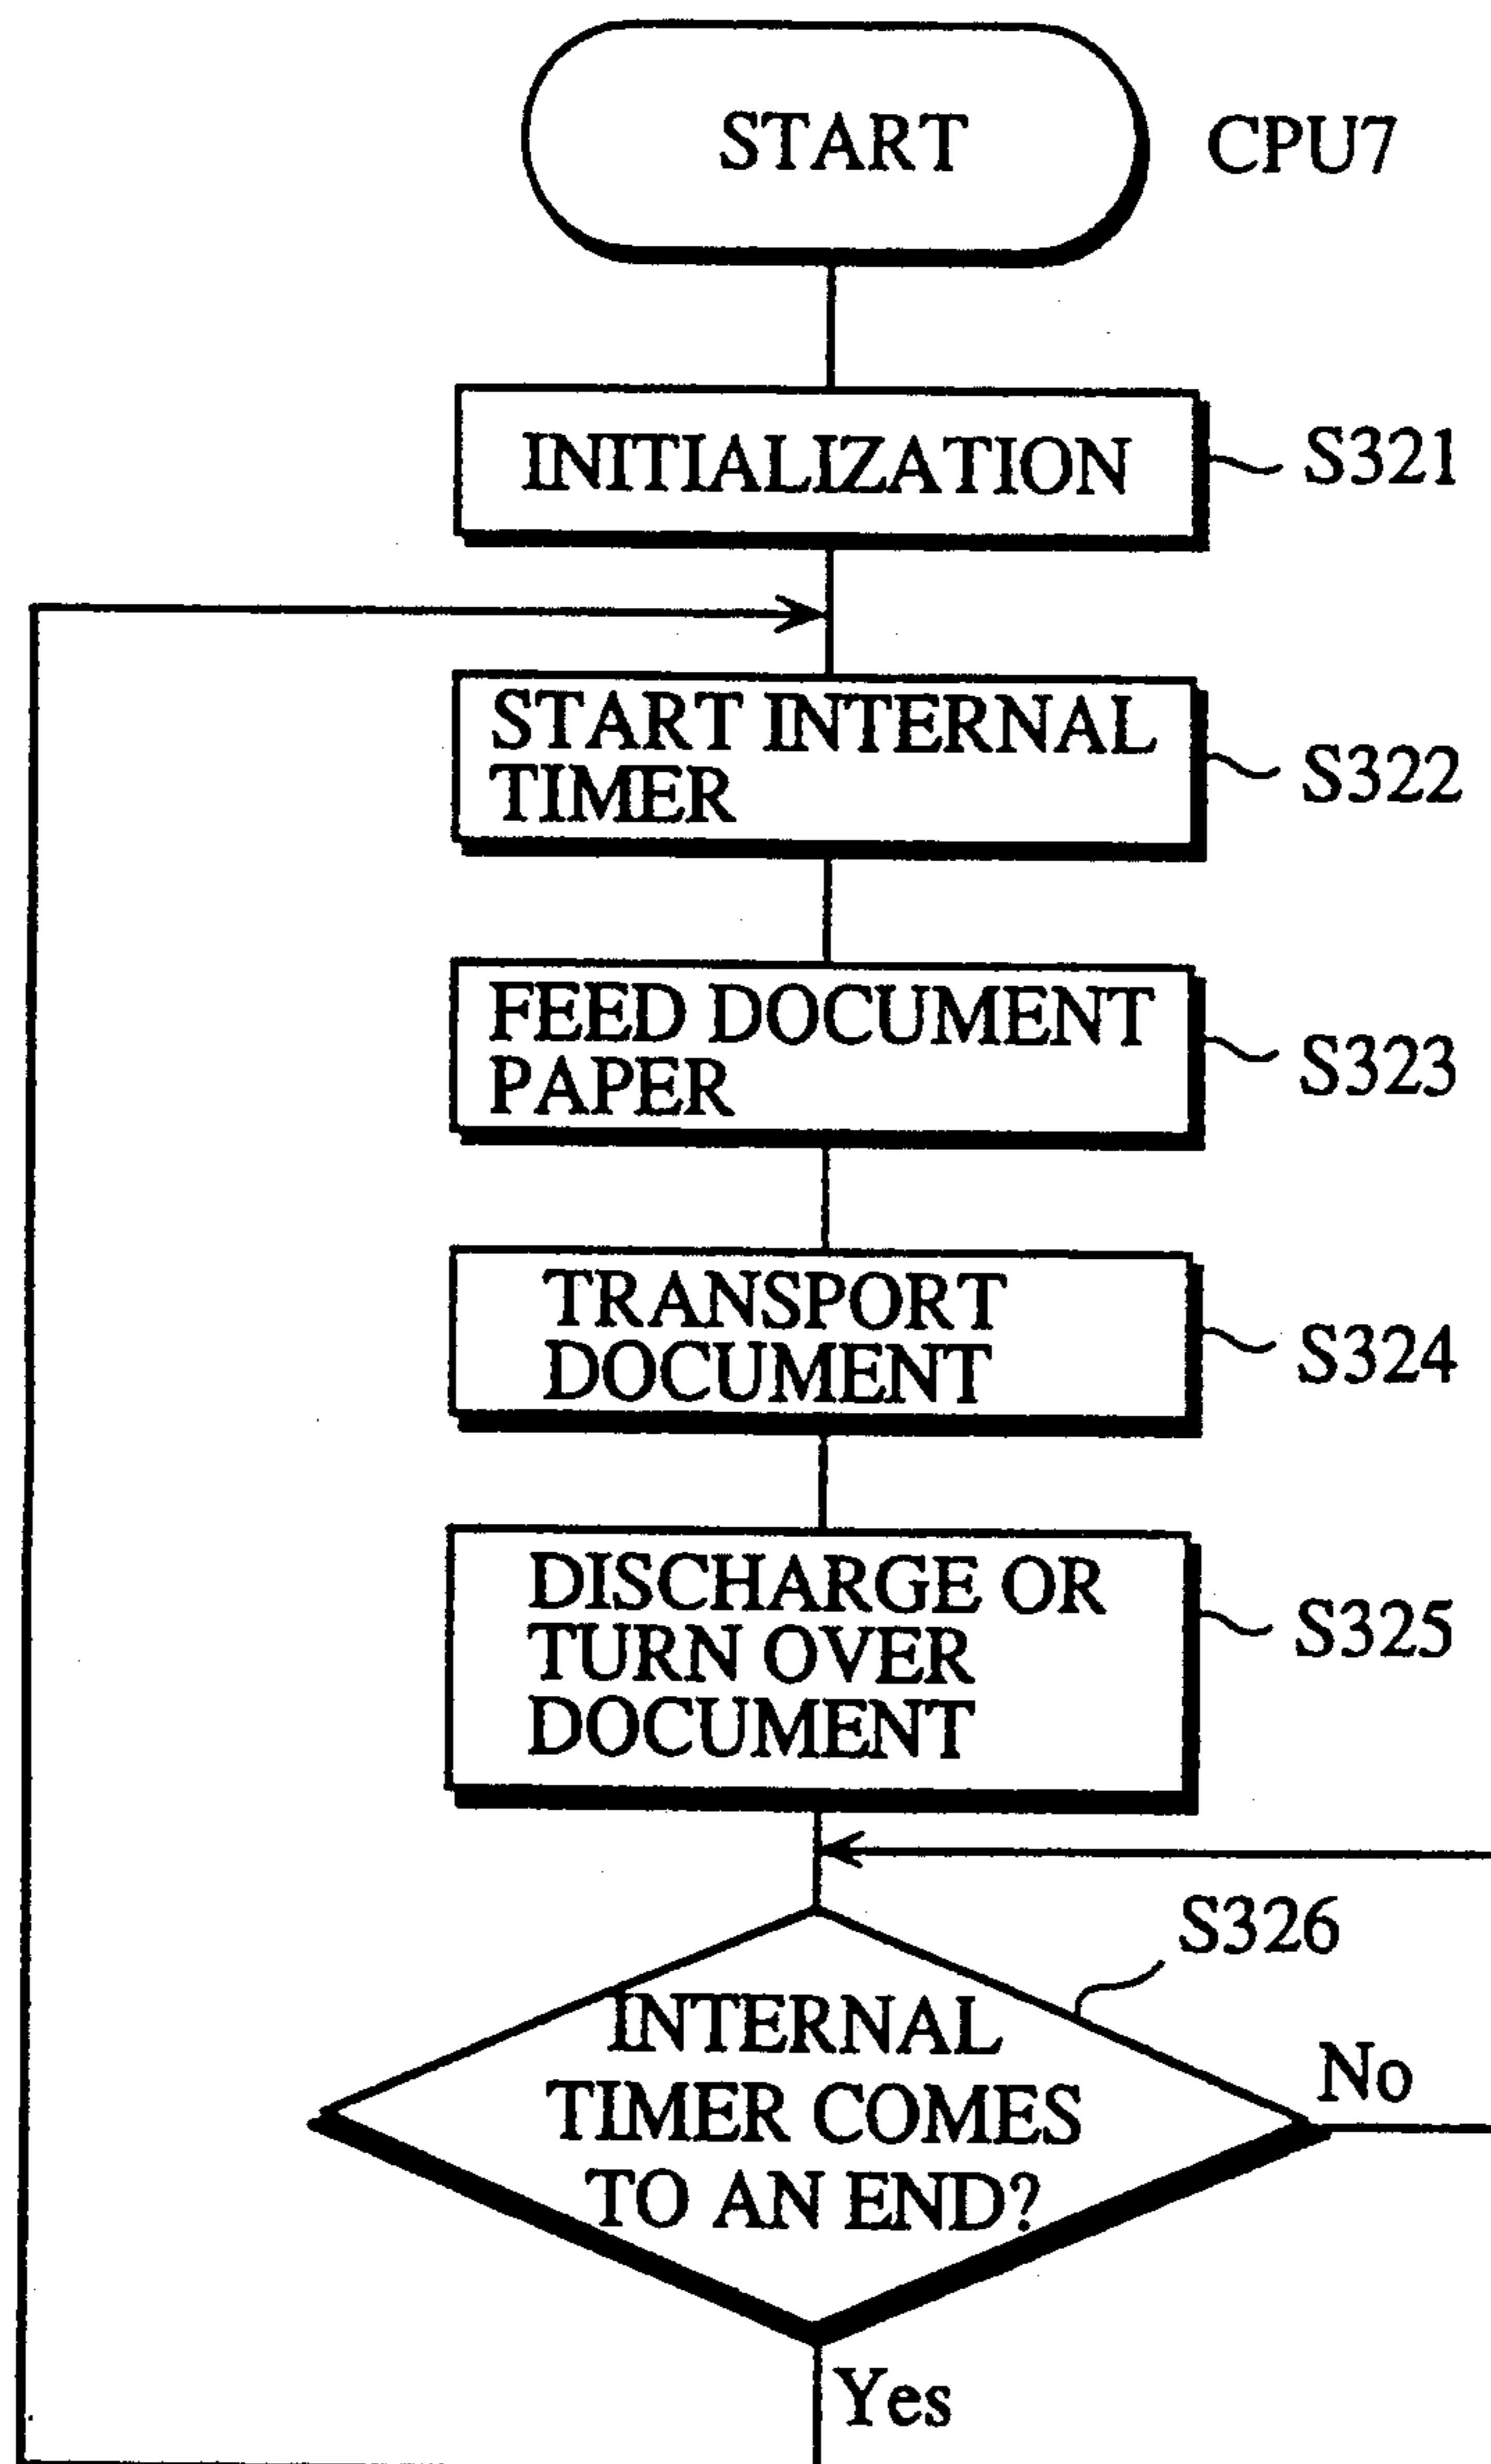 START
CPU7
INITIALIZATION
S321
START INTERNAL
TIMER
S322
FEED DOCUMENT
PAPER
S323
TRANSPORT
DOCUMENT
S324
DISCHARGE OR
TURN OVER
DOCUMENT
S325
S326
INTERNAL
TIMER COMES
TO AN END?
No
Yes